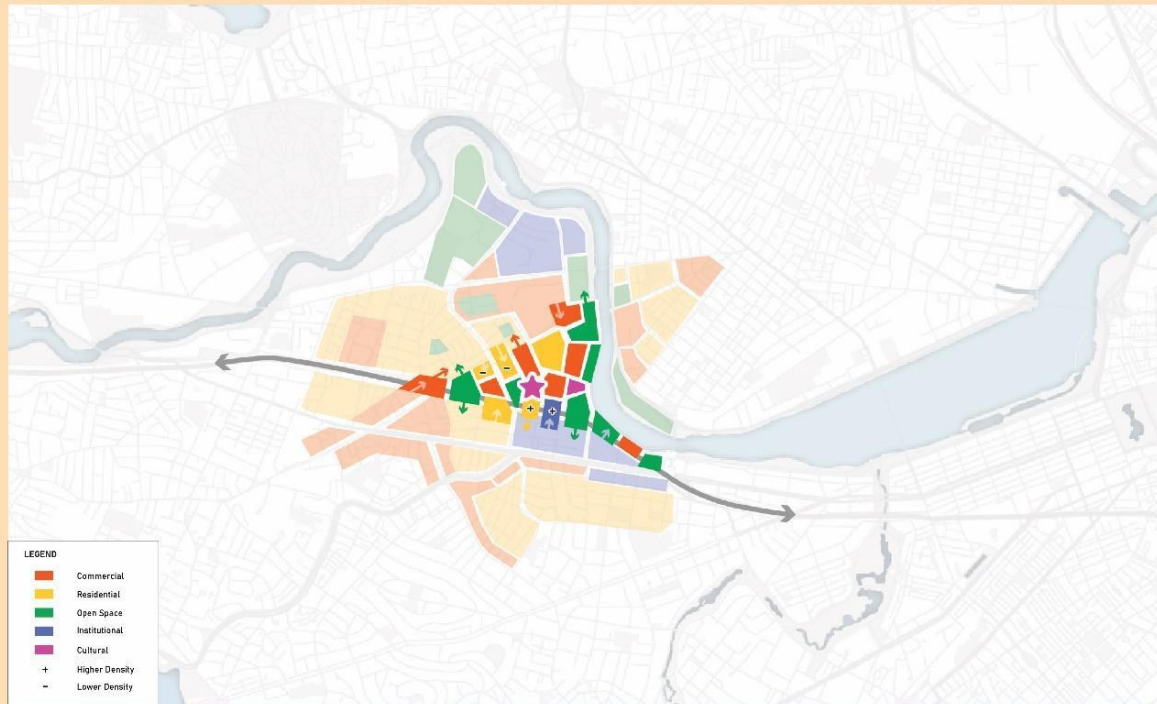 LEGEND
Commercial
Residential
Open Space
Institutional
Cultural
+ Higher Density
- Lower Density